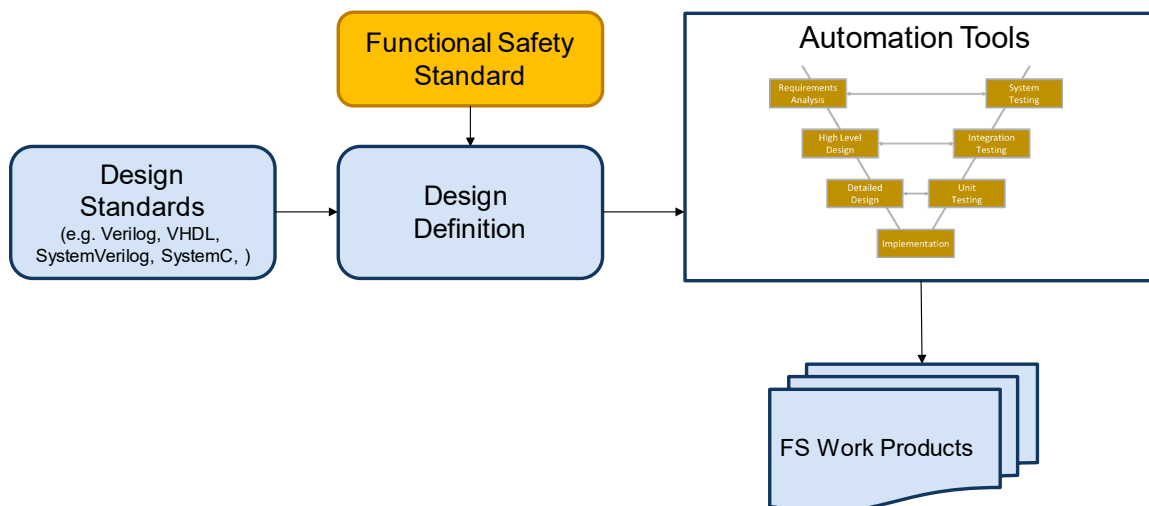 Functional Safety
Standard
Automation Tools
Requirements
Analysis
System
Testing
High Level
Design
Integration
Testing
Detailed
Design
Unit
Testing
Implementation
Design
Standards
(e.g. Verilog, VHDL,
SystemVerilog, SystemC, )
Design
Definition
FS Work Products